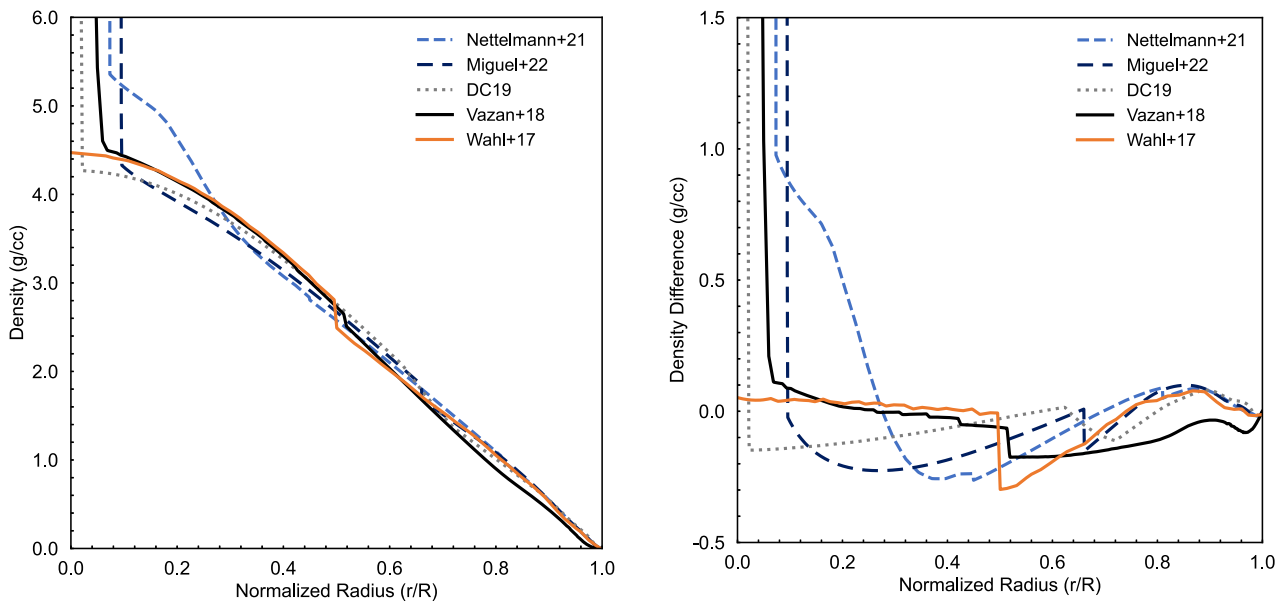 6.0
5.0
4.0
3.0
2.0
1.0
0.0
Density (g/cc)
0.0 0.2 0.4 0.6 0.8 1.0
Normalized Radius (r/R)
Nettelmann+21
Miguel+22
DC19
Vazan+18
Wahl+17
1.5
1.0
0.5
0.0
-0.5
Density Difference (g/cc)
0.0 0.2 0.4 0.6 0.8 1.0
Normalized Radius (r/R)
Nettelmann+21
Miguel+22
DC19
Vazan+18
Wahl+17